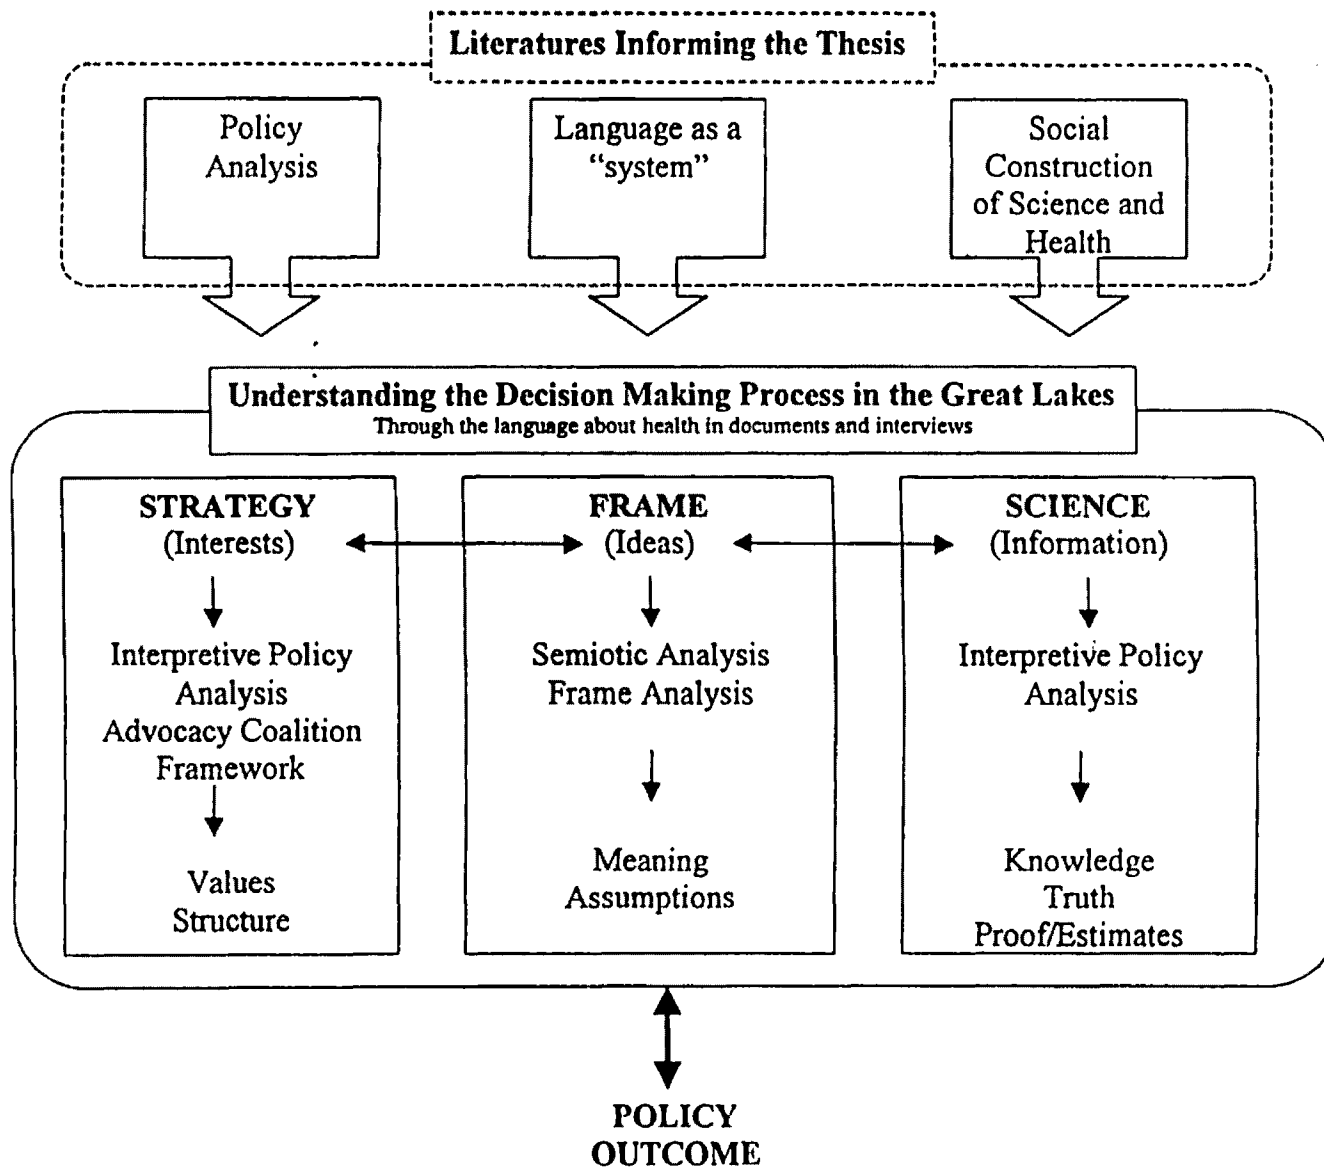 Literatures Informing the Thesis
Policy
Analysis
Language as a
“system”
Social
Construction
of Science and
Health
Understanding the Decision Making Process in the Great Lakes
Through the language about health in documents and interviews
STRATEGY
(Interests)
Interpretive Policy
Analysis
Advocacy Coalition
Framework
Values
Structure
FRAME
(Ideas)
Semiotic Analysis
Frame Analysis
Meaning
Assumptions
SCIENCE
(Information)
Interpretive Policy
Analysis
Knowledge
Truth
Proof/Estimates
POLICY
OUTCOME